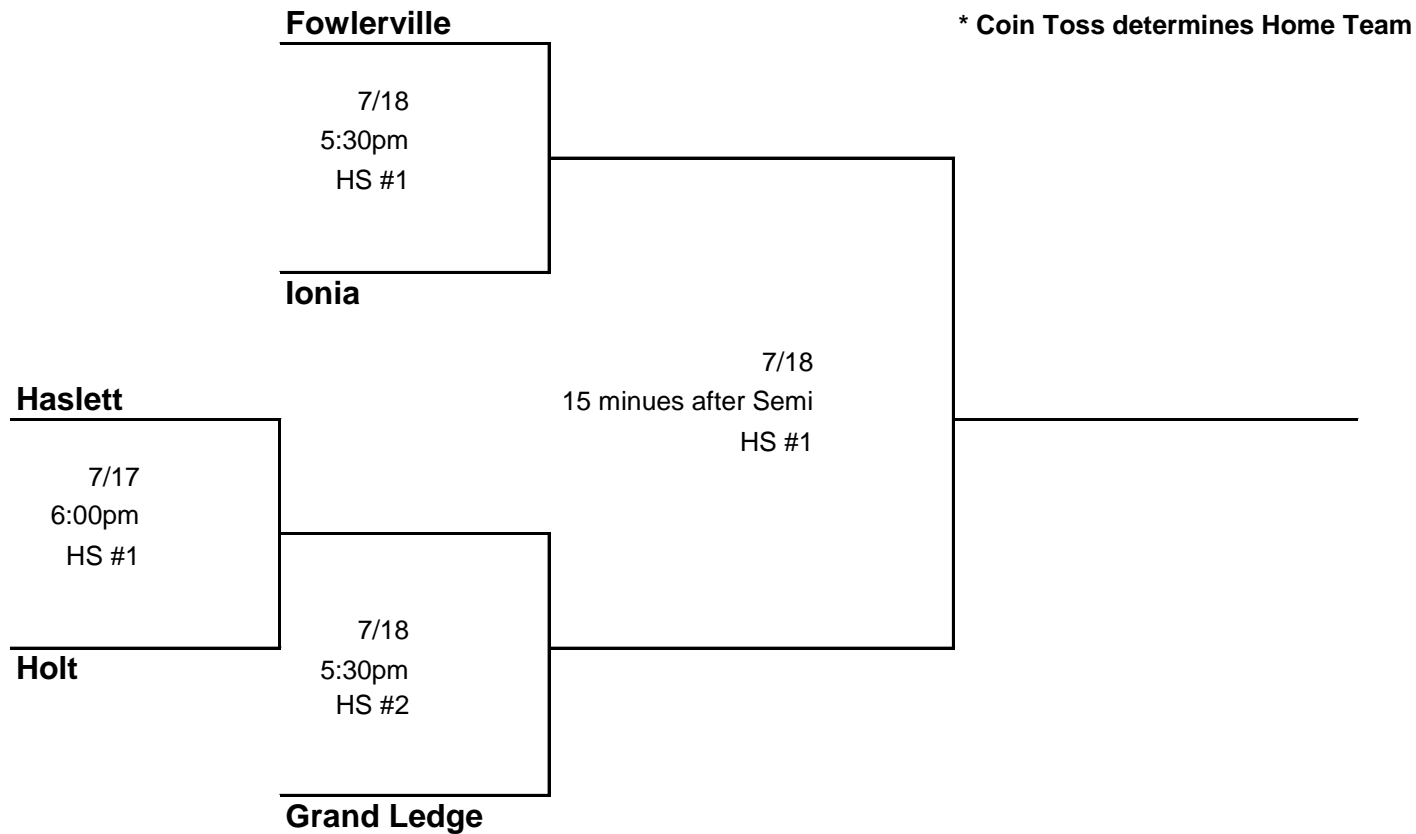 Fowlerville
* Coin Toss determines Home Team
7/18
5:30pm
HS #1
Ionia
7/18
15 minues after Semi
HS #1
Haslett
7/17
6:00pm
HS #1
Holt
7/18
5:30pm
HS #2
Grand Ledge